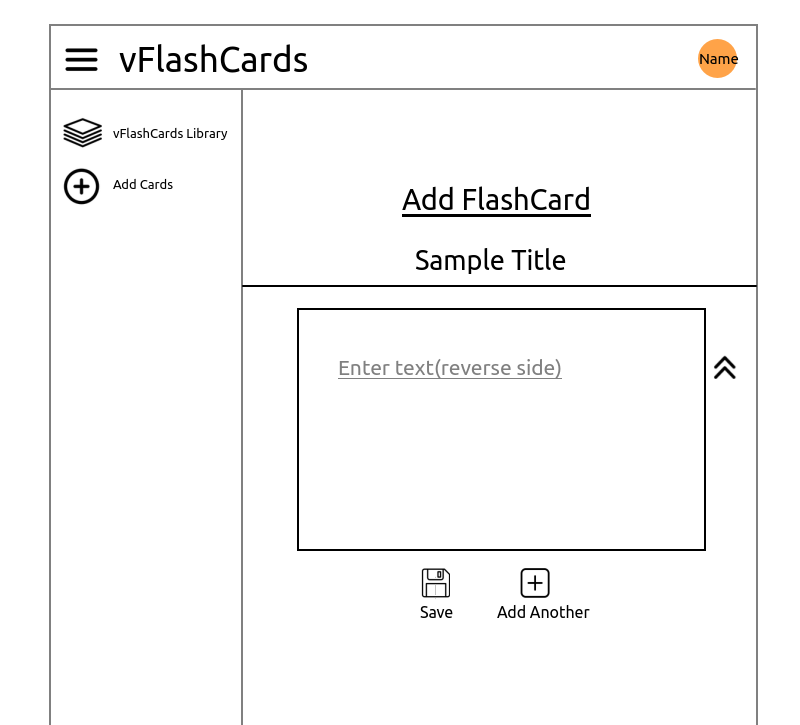 vFlashCards
Name
vFlashCards Library
Add Cards
Add FlashCard
Sample Title
Enter text(reverse side)
Save
Add Another